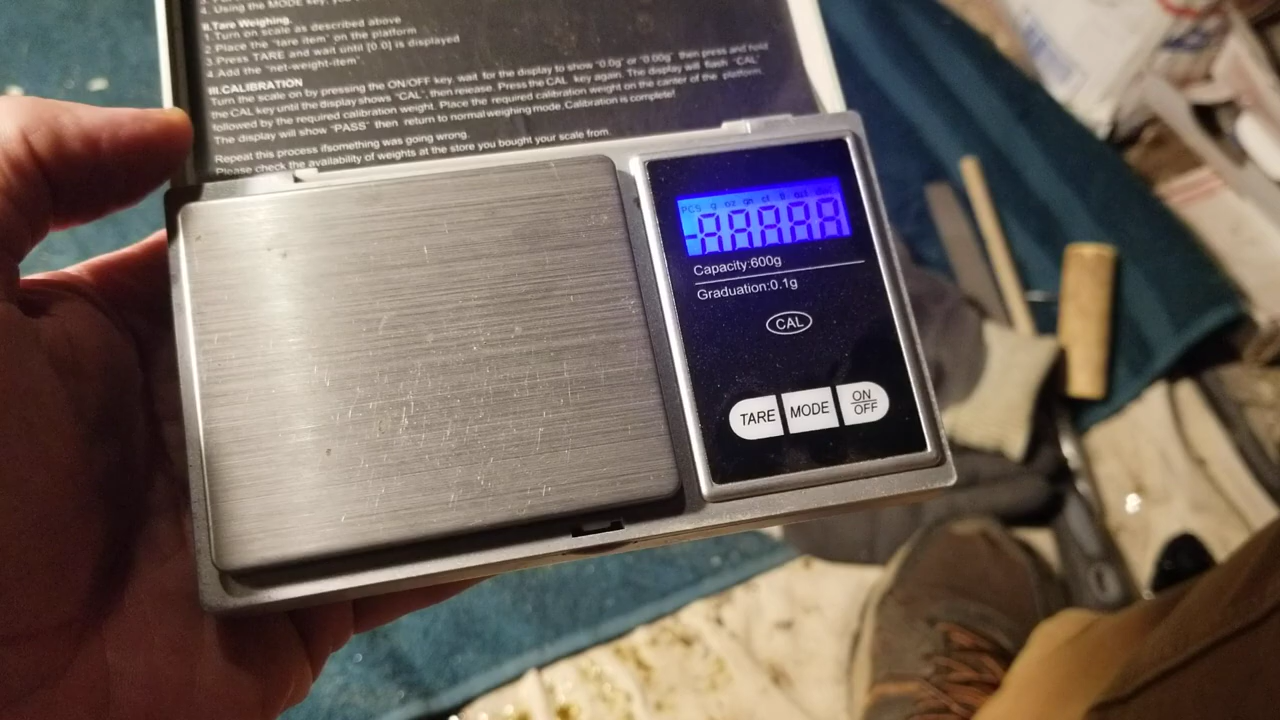 4. Using the MODE key, you
II.Tare Weighing.
1.Turn on scale as described above
2.Place the "tare item" on the platform
3.Press TARE and wait until [0.0] is displayed
4.Add the "net-weight-item".
III.CALIBRATION
Turn the scale on by pressing the ON/OFF key, wait for the display to show "0.0g" or "0.00g" then press and hold
the CAL key until the display shows "CAL", then release. Press the CAL key again. The display will flash "CAL"
followed by the required calibration weight. Place the required calibration weight on the center of the platform.
The display will show "PASS" then return to normal weighing mode. Calibration is complete!
Repeat this process ifsomething was going wrong.
Please check the availability of weights at the store you bought your scale from.
PCS g oz gn ct
-88888
Capacity:600g
Graduation:0.1g
CAL
TARE MODE ON/OFF